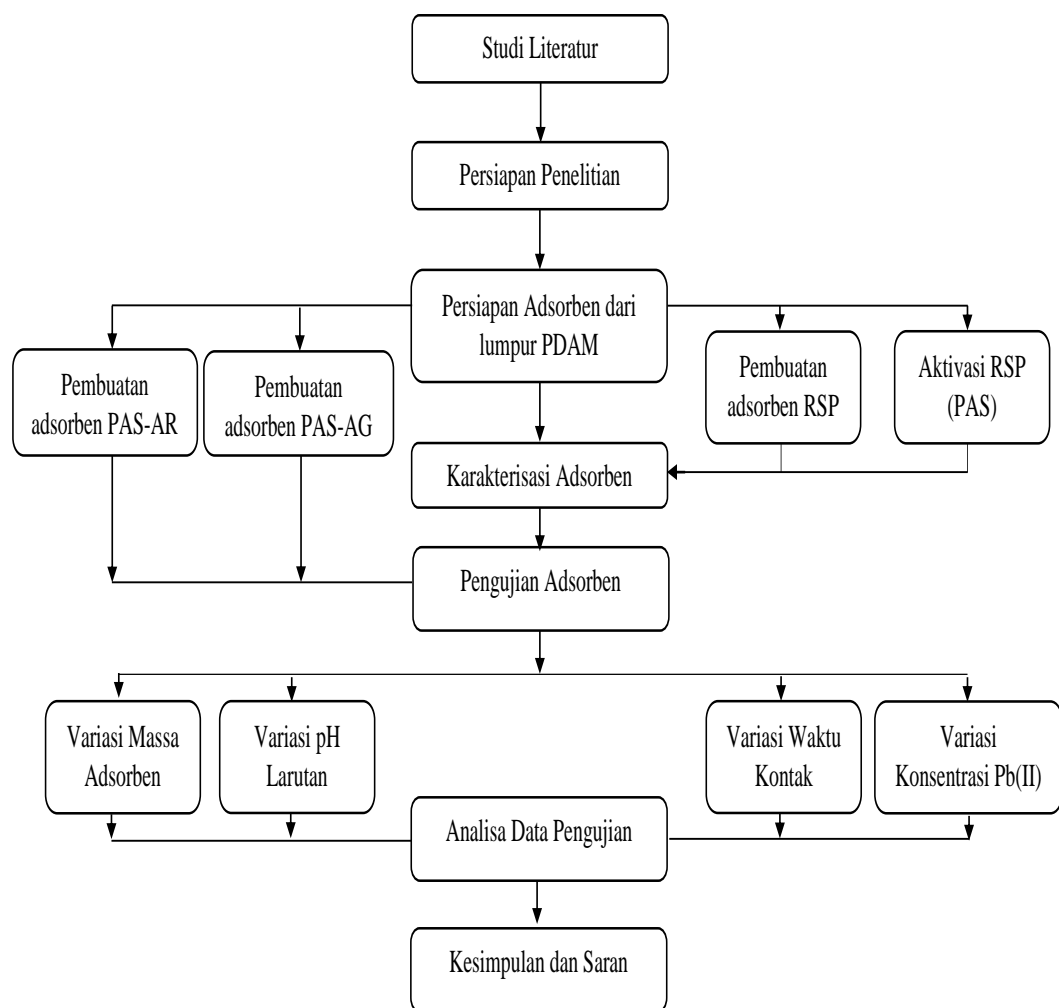 Studi Literatur
Persiapan Penelitian
Persiapan Adsorben dari
lumpur PDAM
Pembuatan
adsorben PAS-AR
Pembuatan
adsorben PAS-AG
Pembuatan
adsorben RSP
Aktivasi RSP
(PAS)
Karakterisasi Adsorben
Pengujian Adsorben
Variasi Massa
Adsorben
Variasi pH
Larutan
Variasi Waktu
Kontak
Variasi
Konsentrasi Pb(II)
Analisa Data Pengujian
Kesimpulan dan Saran